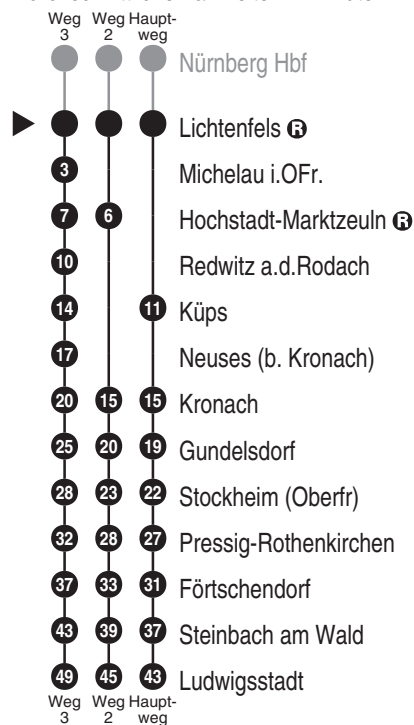 Weg Weg Haupt-
3 2 weg
Nürnberg Hbf
Lichtenfels R
3 Michelau i.OFr.
7 6 Hochstadt-Marktzeuln R
10 Redwitz a.d.Rodach
14 11 Küps
17 Neuses (b. Kronach)
20 15 15 Kronach
25 20 19 Gundelsdorf
28 23 22 Stockheim (Oberfr)
32 28 27 Pressig-Rothenkirchen
37 33 31 Förtschendorf
43 39 37 Steinbach am Wald
49 45 43 Ludwigsstadt
Weg Weg Haupt-
3 2 weg